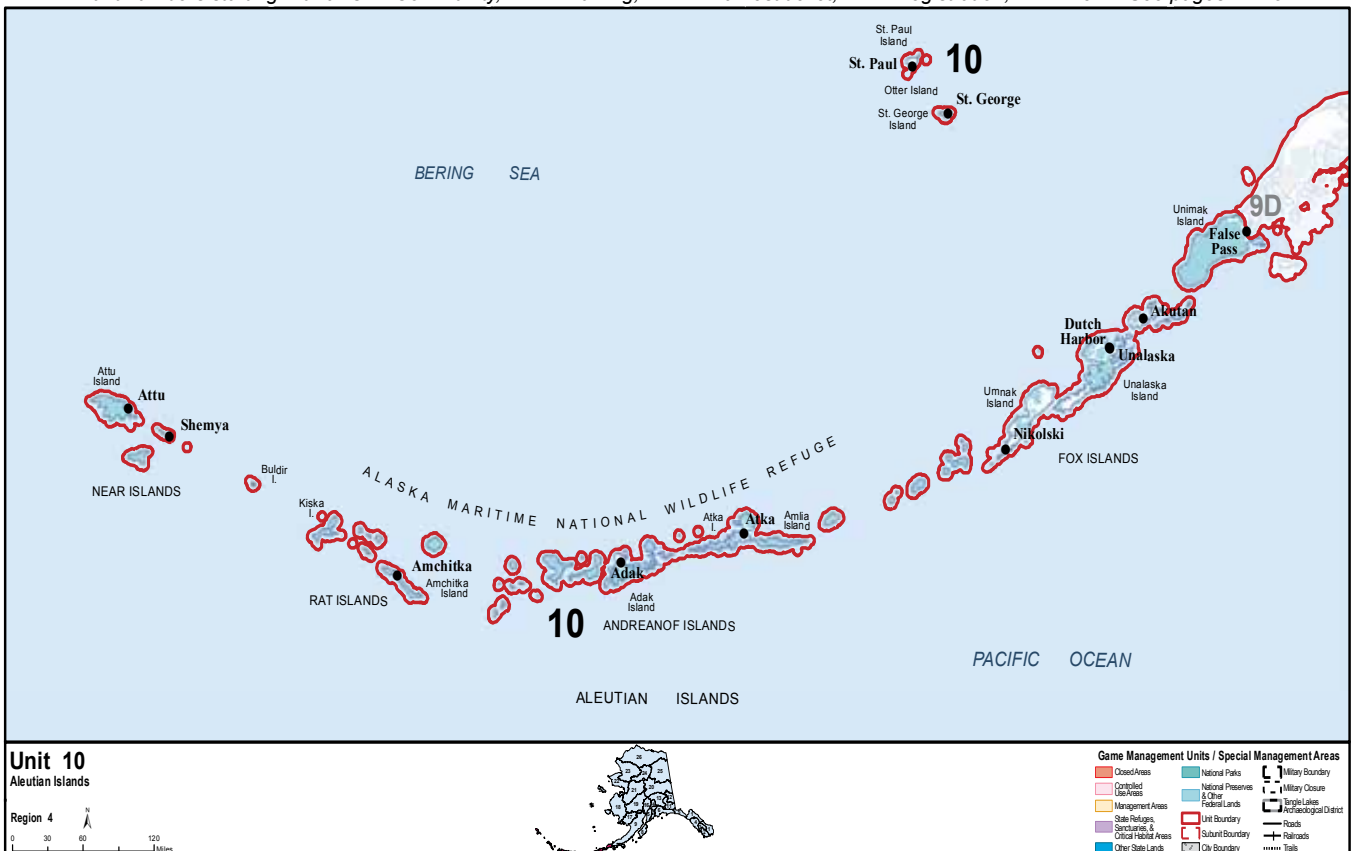 St. Paul
Island
St. Paul
10
Otter Island
St. George
St. George
Island
BERING SEA
9D
Unimak
Island
False
Pass
Akutan
Dutch
Harbor
Unalaska
Unalaska
Island
Umnak
Island
Nikolski
FOX ISLANDS
Attu
Island
Attu
Shemya
NEAR ISLANDS
Buldir
I.
ALASKA MARITIME NATIONAL WILDLIFE REFUGE
Kiska
I.
Atka
I.
Atka
Amlia
Island
Amchitka
Amchitka
Island
RAT ISLANDS
Adak
Adak
Island
10
ANDREANOF ISLANDS
PACIFIC OCEAN
ALEUTIAN ISLANDS
Unit 10
Aleutian Islands
Region 4
N
0 30 60 120
Miles
Game Management Units / Special Management Areas
Closed Areas
Controlled
Use Areas
Management Areas
State Refuges,
Sanctuaries, &
Critical Habitat Areas
Other State Lands
National Parks
National Preserves
& Other
Federal Lands
Unit Boundary
Subunit Boundary
City Boundary
Military Boundary
Military Closure
Tangle Lakes
Archaeological District
Roads
Railroads
Trails